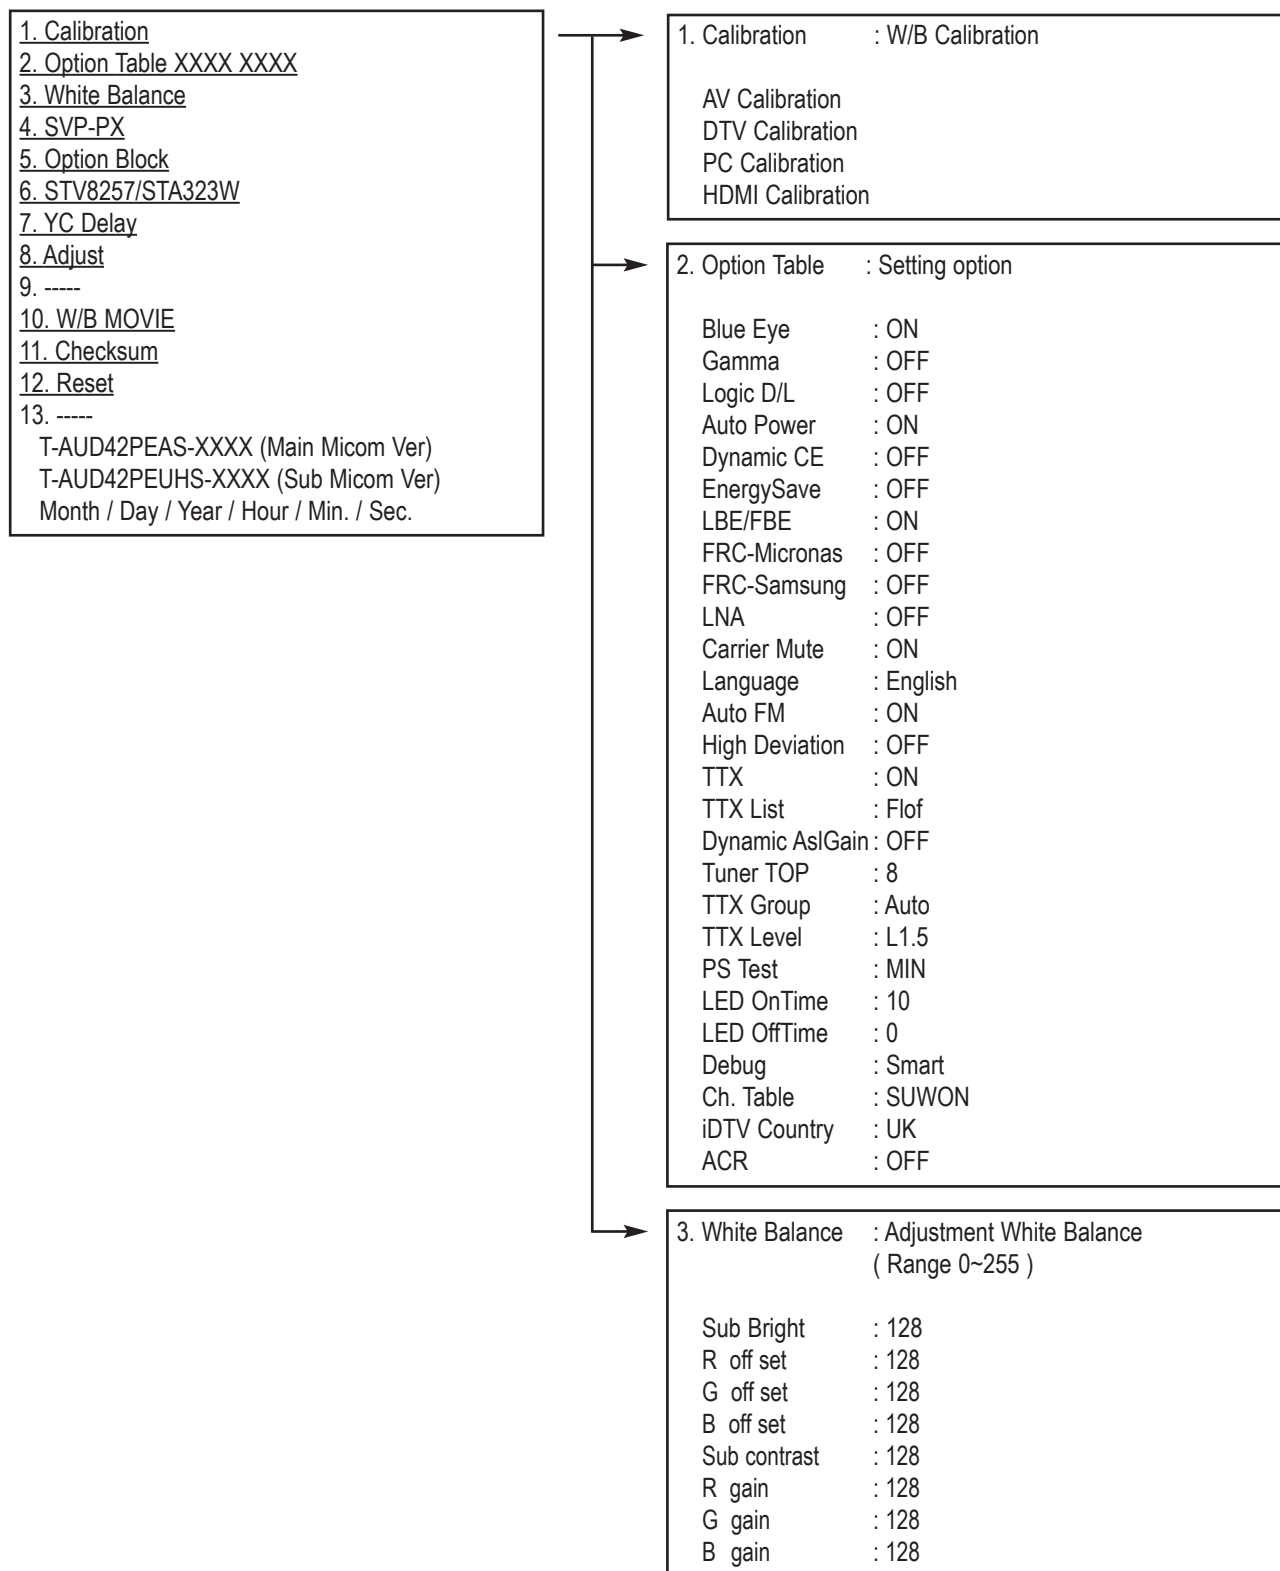 1. Calibration
2. Option Table XXXX XXXX
3. White Balance
4. SVP-PX
5. Option Block
6. STV8257/STA323W
7. YC Delay
8. Adjust
9. -----
10. W/B MOVIE
11. Checksum
12. Reset
13. -----
T-AUD42PEAS-XXXX (Main Micom Ver)
T-AUD42PEUHS-XXXX (Sub Micom Ver)
Month / Day / Year / Hour / Min. / Sec.
1. Calibration : W/B Calibration
AV Calibration
DTV Calibration
PC Calibration
HDMI Calibration
2. Option Table : Setting option
Blue Eye : ON
Gamma : OFF
Logic D/L : OFF
Auto Power : ON
Dynamic CE : OFF
EnergySave : OFF
LBE/FBE : ON
FRC-Micronas : OFF
FRC-Samsung : OFF
LNA : OFF
Carrier Mute : ON
Language : English
Auto FM : ON
High Deviation : OFF
TTX : ON
TTX List : Flof
Dynamic AslGain : OFF
Tuner TOP : 8
TTX Group : Auto
TTX Level : L1.5
PS Test : MIN
LED OnTime : 10
LED OffTime : 0
Debug : Smart
Ch. Table : SUWON
iDTV Country : UK
ACR : OFF
3. White Balance : Adjustment White Balance
( Range 0~255 )
Sub Bright : 128
R off set : 128
G off set : 128
B off set : 128
Sub contrast : 128
R gain : 128
G gain : 128
B gain : 128